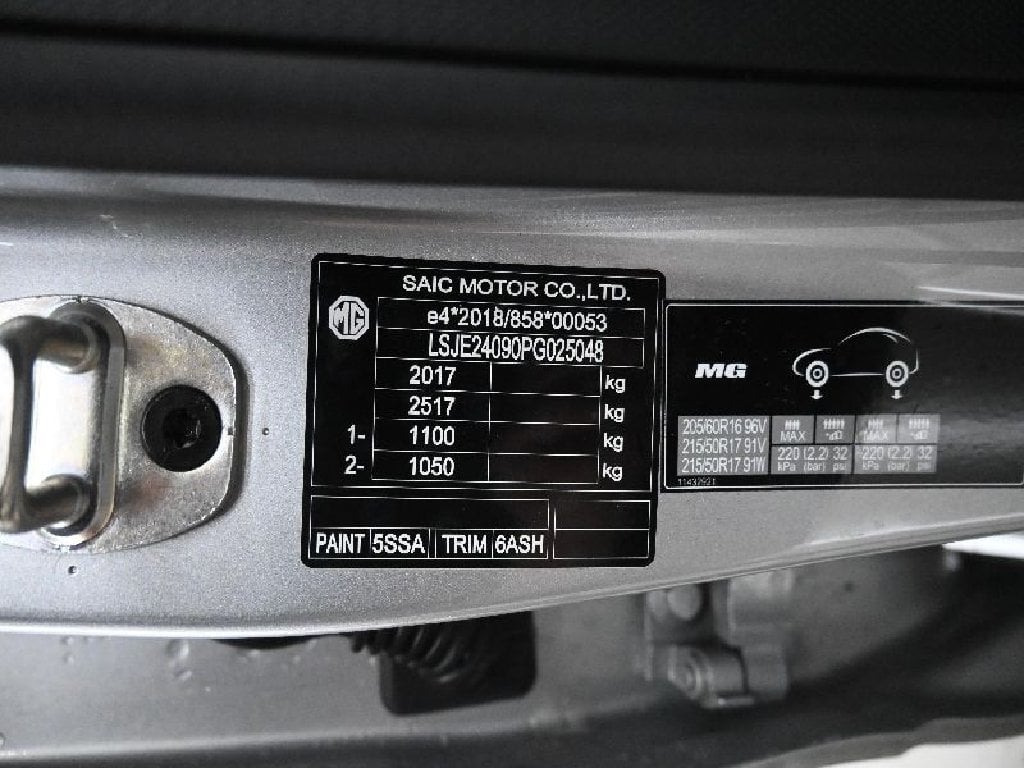 SAIC MOTOR CO.,LTD.
MG
e4*2018/858*00053
LSJE24090PG025048
2017 kg
2517 kg
1- 1100 kg
2- 1050 kg
PAINT 5SSA TRIM 6ASH
MG
205/60R16 96V
215/50R17 91V
215/50R17 91W
MAX MAX
220 (2.2) 32 220 (2.2) 32
kPa (bar) psi kPa (bar) psi